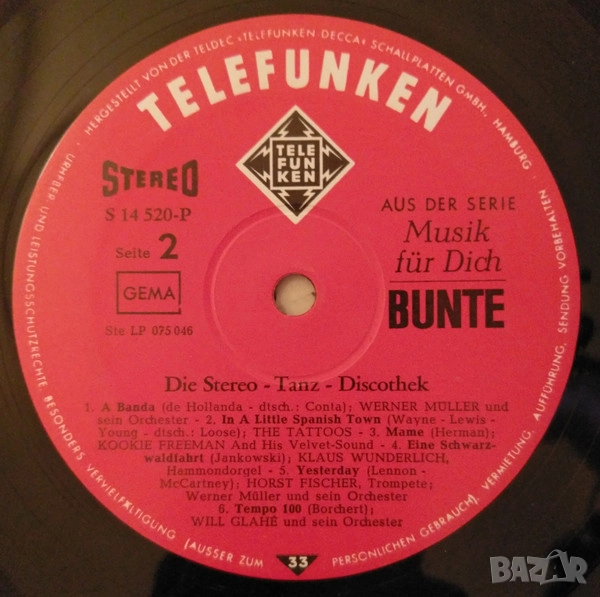 HERGESTELLT VON DER TELDEC »TELEFUNKEN DECCA« SCHALLPLATTEN GMBH., HAMBURG ·
URHEBER UND LEISTUNGSSCHUTZRECHTE BESONDERS VERVIELFÄLTIGUNG (AUSSER ZUM PERSÖNLICHEN GEBRAUCH), VERMIETUNG, AUFFÜHRUNG, SENDUNG VORBEHALTEN ·
TELEFUNKEN
TELE
FUN
KEN
STEREO
S 14 520-P
Seite 2
GEMA
Ste LP 075 046
AUS DER SERIE
Musik
für Dich
BUNTE
Die Stereo - Tanz - Discothek
1. A Banda (de Hollanda - dtsch.: Conta); WERNER MÜLLER und
sein Orchester - 2. In A Little Spanish Town (Wayne - Lewis -
Young - dtsch.: Loose); THE TATTOOS - 3. Mame (Herman);
KOOKIE FREEMAN And His Velvet-Sound - 4. Eine Schwarz-
waldfahrt (Jankowski); KLAUS WUNDERLICH,
Hammondorgel - 5. Yesterday (Lennon -
McCartney); HORST FISCHER, Trompete;
Werner Müller und sein Orchester
6. Tempo 100 (Borchert);
WILL GLAHÉ und sein Orchester
33
BAZAR